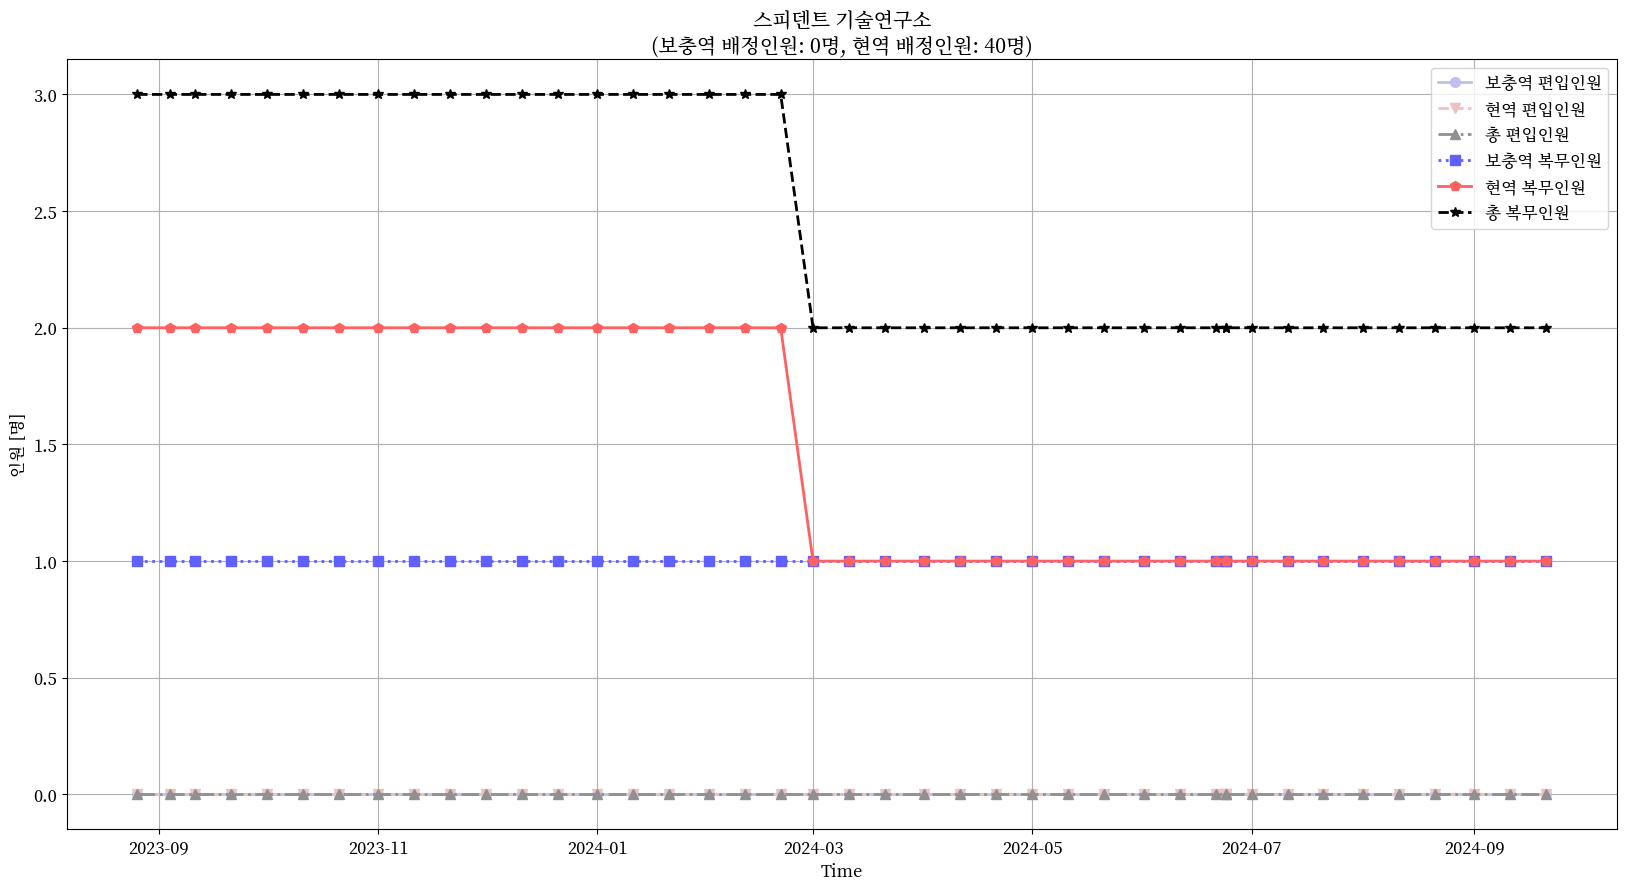 스피덴트 기술연구소
(보충역 배정인원: 0명, 현역 배정인원: 40명)
보충역 편입인원
현역 편입인원
총 편입인원
보충역 복무인원
현역 복무인원
총 복무인원
인원 [명]
3.0
2.5
2.0
1.5
1.0
0.5
0.0
2023-09
2023-11
2024-01
2024-03
2024-05
2024-07
2024-09
Time